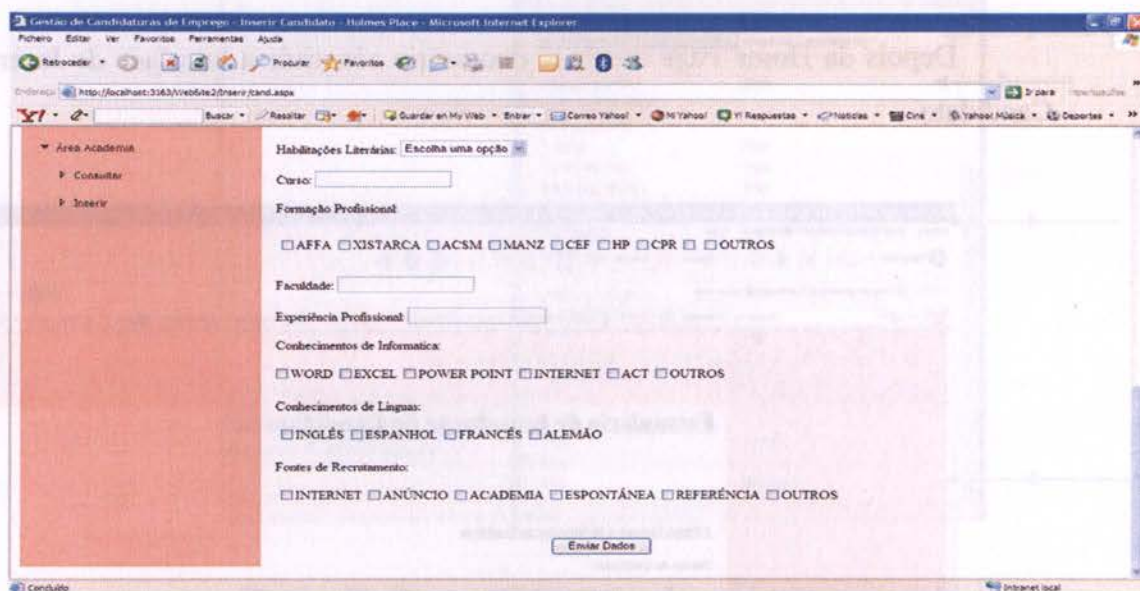 Gestão de Candidaturas de Emprego - Inserir Candidato - Holmes Place - Microsoft Internet Explorer
Ficheiro Editar Ver Favoritos Ferramentas Ajuda
Retroceder Procurar Favoritos
Endereço http://localhost:3163/WebSite2/Inserir/cand.aspx Ir para
Y! Buscar Resaltar Guardar en My Web Entrar Correo Yahoo! Mi Yahoo! Y! Respuestas Noticias Cine Yahoo! Música Deportes »
Área Academia
Consultar
Inserir
Habilitações Literárias: Escolha uma opção
Curso:
Formação Profissional:
AFFA XISTARCA ACSM MANZ CEF HP CPR OUTROS
Faculdade:
Experiência Profissional:
Conhecimentos de Informatica:
WORD EXCEL POWER POINT INTERNET ACT OUTROS
Conhecimentos de Línguas:
INGLÊS ESPANHOL FRANCÊS ALEMÃO
Fontes de Recrutamento:
INTERNET ANÚNCIO ACADEMIA ESPONTÂNEA REFERÊNCIA OUTROS
Enviar Dados
Concluído Intranet local